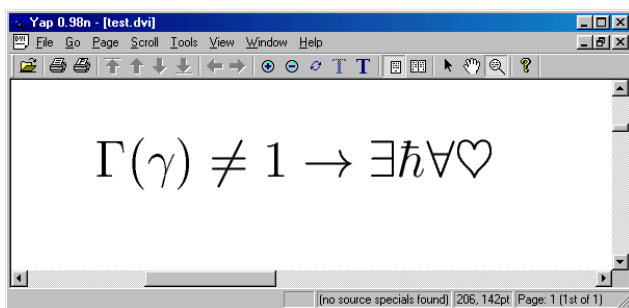 Yap 0.98n - [test.dvi]
File Go Page Scroll Tools View Window Help
Γ(γ) ≠ 1 → ∃ℏ∀♡
(no source specials found) 206, 142pt Page: 1 (1st of 1)